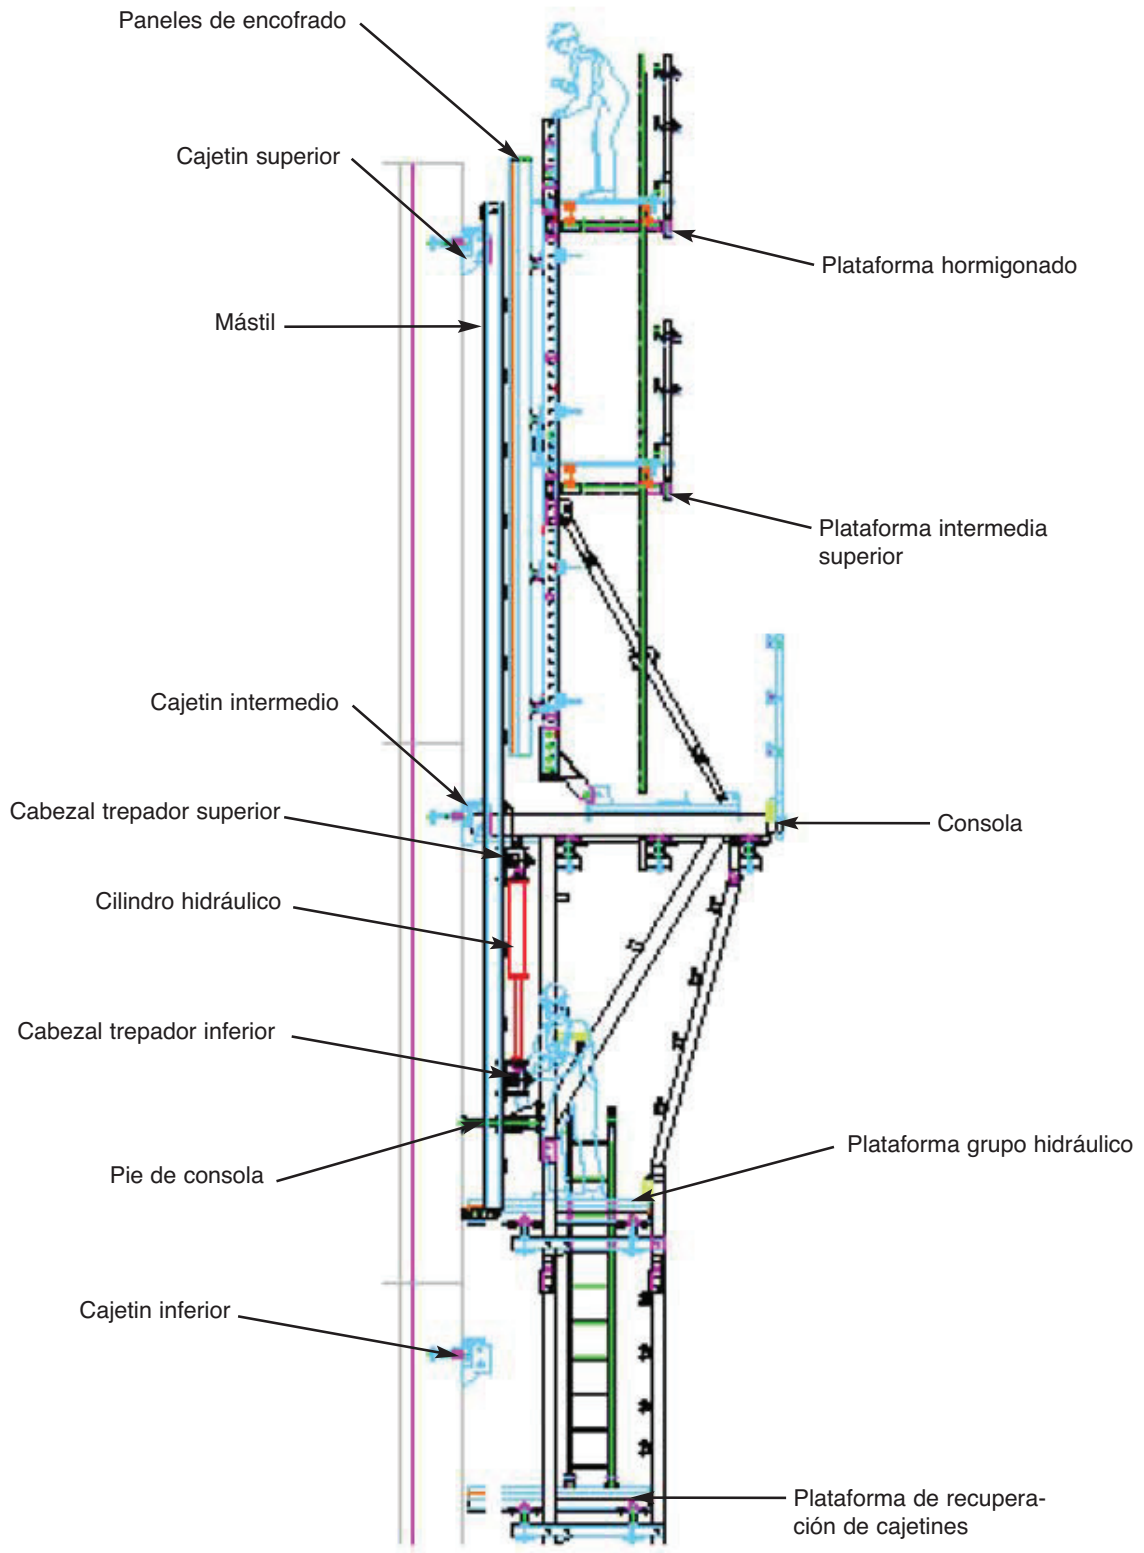 Paneles de encofrado
Cajetin superior
Plataforma hormigonado
Mástil
Plataforma intermedia
superior
Cajetin intermedio
Cabezal trepador superior
Consola
Cilindro hidráulico
Cabezal trepador inferior
Plataforma grupo hidráulico
Pie de consola
Cajetin inferior
Plataforma de recupera-
ción de cajetines